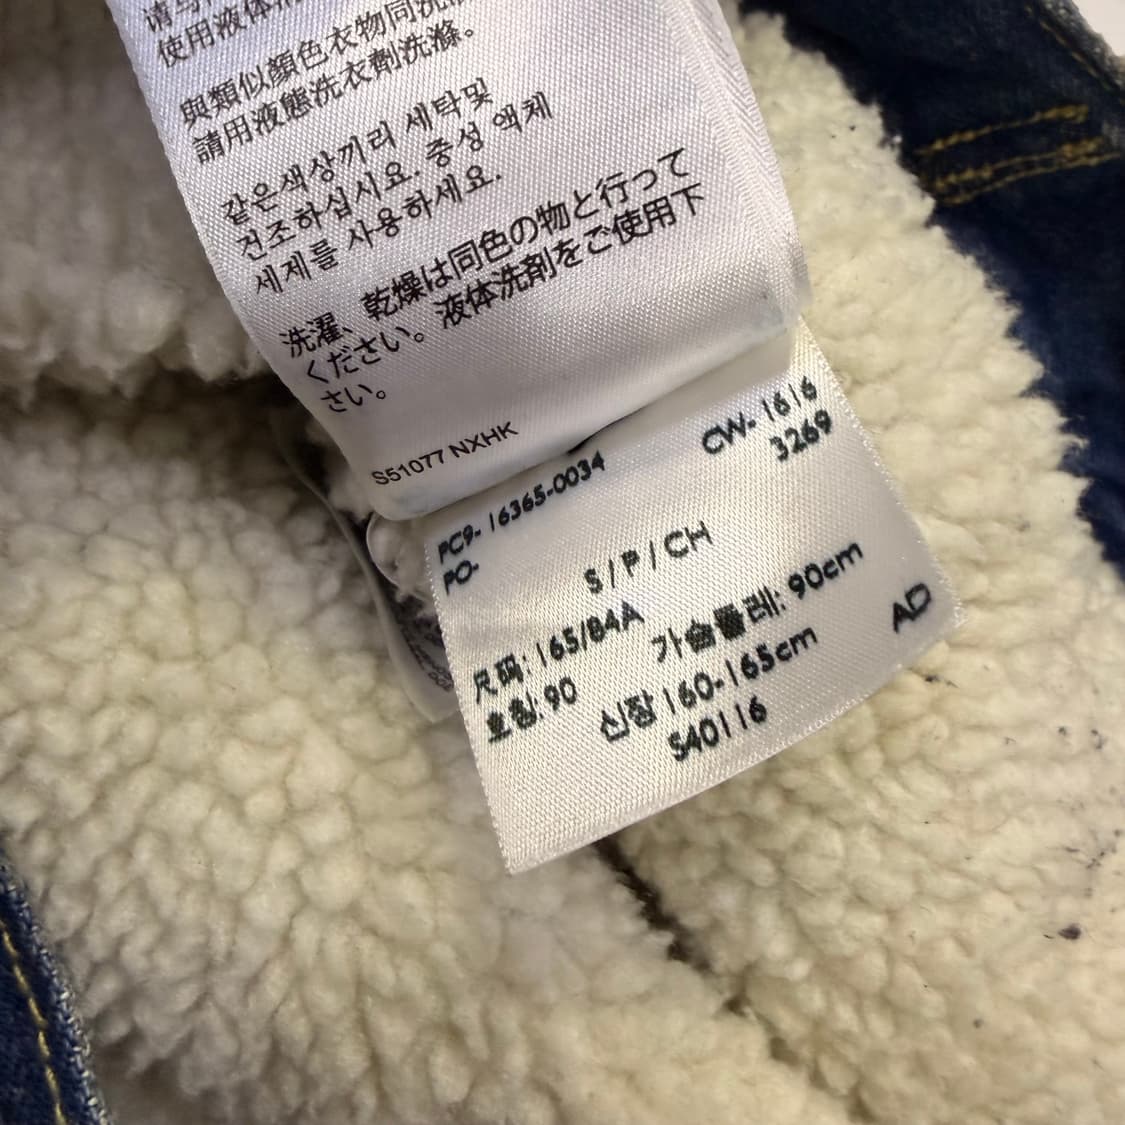 请与
使用液体洗
與類似顏色衣物同洗
請用液態洗衣劑洗滌。
같은색상끼리 세탁및
건조하십시요. 중성 액체
세제를 사용하세요.
洗濯、乾燥は同色の物と行って
ください。液体洗剤をご使用下
さい。
S51077 NXHK
PC9- 16365-0034 CW- 1616
PO- 3269
S / P / CH
尺码: 165/84A 가슴둘레: 90cm
호칭: 90 신장 160-165cm AD
S40116